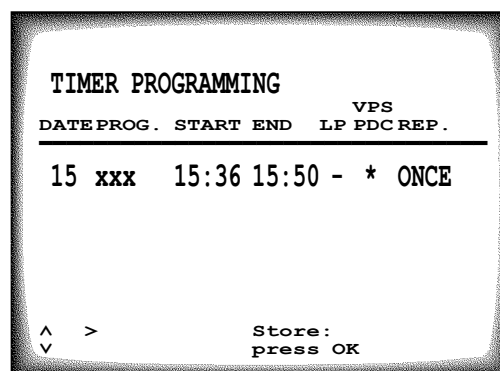 TIMER PROGRAMMING
VPS
DATE PROG. START END LP PDC REP.
15 xxx 15:36 15:50 - * ONCE
^ > Store:
v press OK